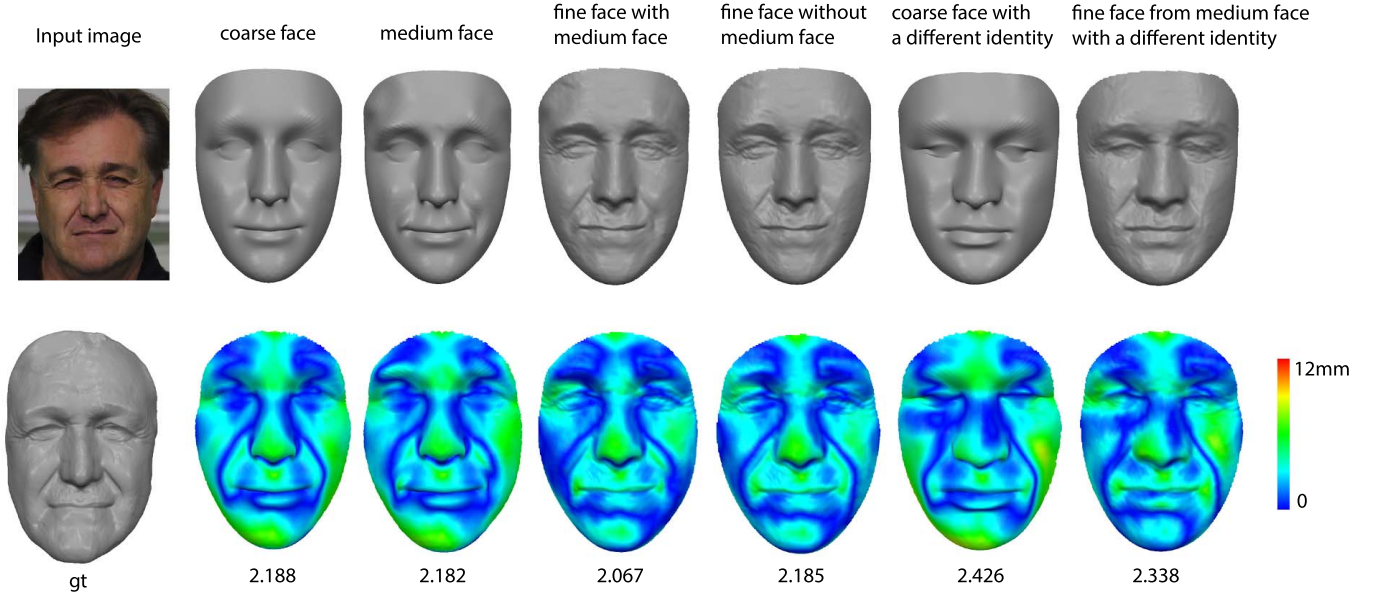 Input image
coarse face
medium face
fine face with
medium face
fine face without
medium face
coarse face with
a different identity
fine face from medium face
with a different identity
12mm
0
gt
2.188
2.182
2.067
2.185
2.426
2.338